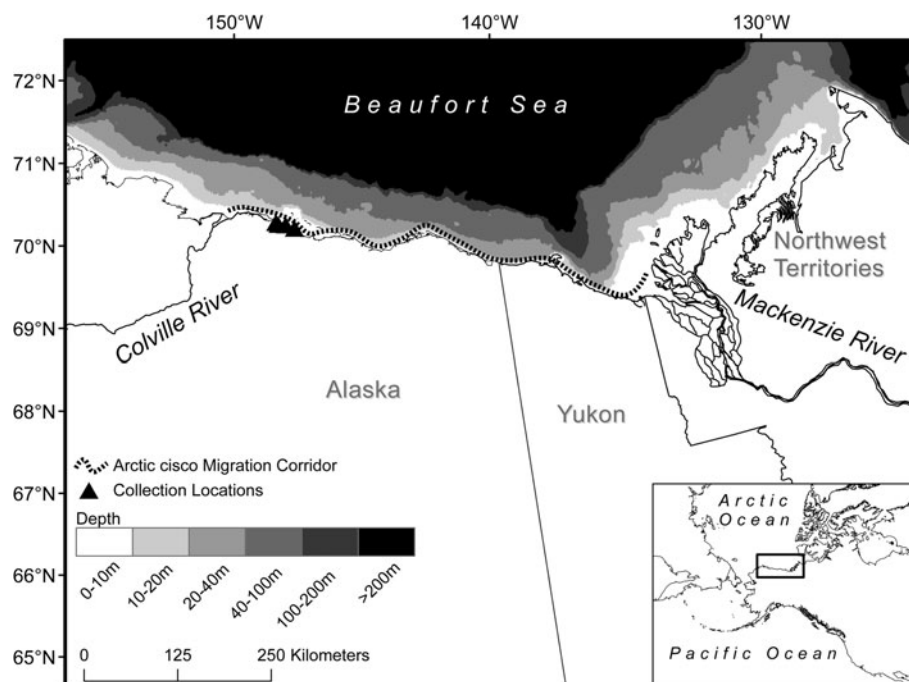 150°W 140°W 130°W
72°N
Beaufort Sea
71°N
70°N
Northwest
Territories
69°N
Colville River
Mackenzie River
68°N
Alaska
Yukon
Arctic cisco Migration Corridor
67°N
Collection Locations
Depth
Arctic
Ocean
66°N
0-10m
10-20m
20-40m
40-100m
100-200m
>200m
0 125 250 Kilometers
65°N
Pacific Ocean